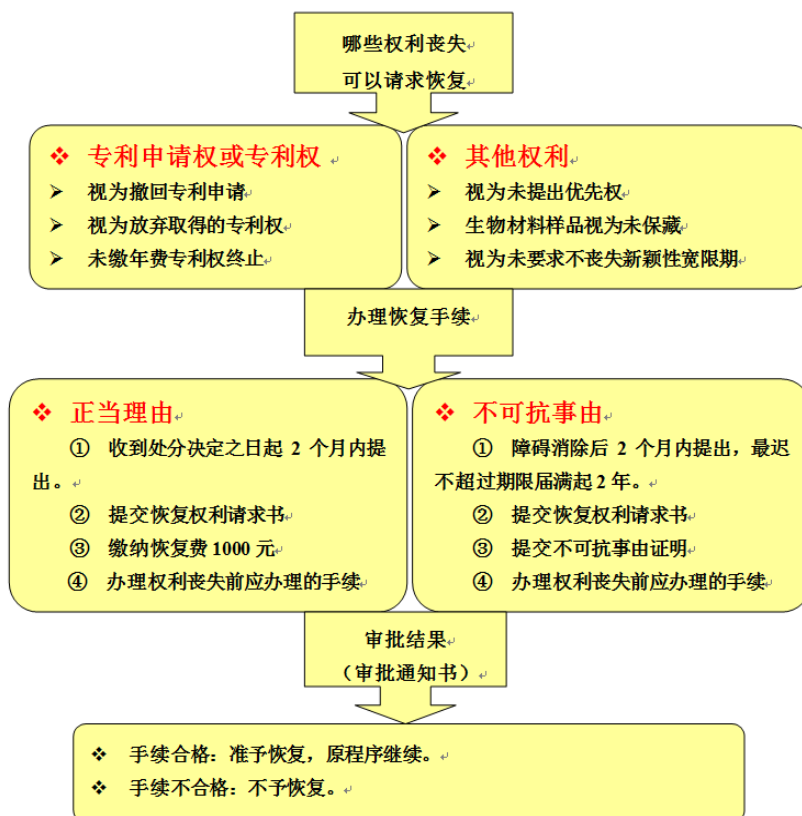 哪些权利丧失
可以请求恢复
❖ 专利申请权或专利权
➢ 视为撤回专利申请
➢ 视为放弃取得的专利权
➢ 未缴年费专利权终止
❖ 其他权利
➢ 视为未提出优先权
➢ 生物材料样品视为未保藏
➢ 视为未要求不丧失新颖性宽限期
办理恢复手续
❖ 正当理由
① 收到处分决定之日起 2 个月内提
出。
② 提交恢复权利请求书
③ 缴纳恢复费 1000 元
④ 办理权利丧失前应办理的手续
❖ 不可抗事由
① 障碍消除后 2 个月内提出，最迟
不超过期限届满起 2 年。
② 提交恢复权利请求书
③ 提交不可抗事由证明
④ 办理权利丧失前应办理的手续
审批结果
（审批通知书）
❖ 手续合格：准予恢复，原程序继续。
❖ 手续不合格：不予恢复。